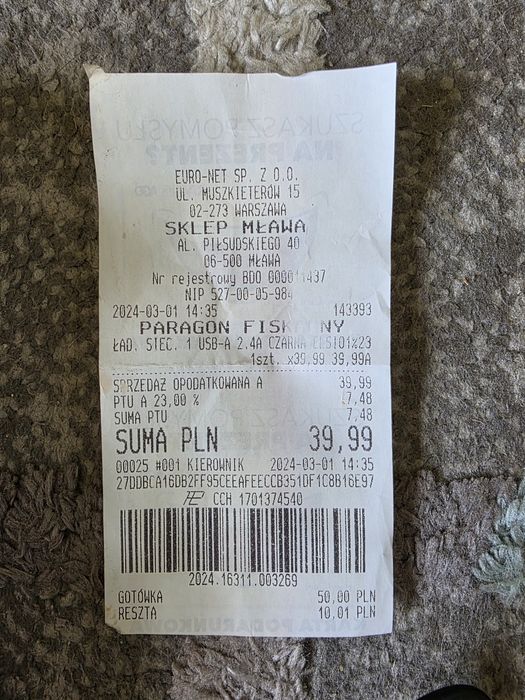 EURO-NET SP. Z O.O.
UL. MUSZKIETERÓW 15
02-273 WARSZAWA
SKLEP MŁAWA
AL. PIŁSUDSKIEGO 40
06-500 MŁAWA
Nr rejestrowy BDO
NIP 527-00-05-984
2024-03-01 14:35 143393
PARAGON FISKALNY
ŁAD. SIEC. 1 USB-A 2.4A CZARNA
1szt. x39,99 39,99A
SPRZEDAŻ OPODATKOWANA A 39,99
PTU A 23,00 % 7,48
SUMA PTU 7,48
SUMA PLN 39,99
00025 #001 KIEROWNIK 2024-03-01 14:35
27DDBCA16DB2FF95CEEAFEECCB351DF1C8B16E97
CCH 1701374540
2024.16311.003269
GOTÓWKA 50,00 PLN
RESZTA 10,01 PLN